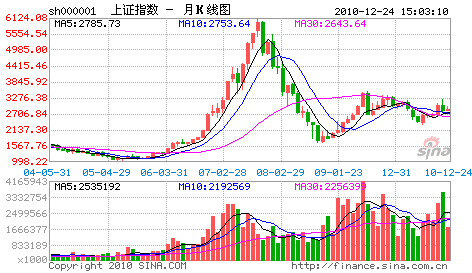 sh000001 上证指数 - 月K线图 2010-12-24 15:03:10
MA5:2785.73 MA10:2753.64 MA30:2643.64
6124.08
5554.54
4985.00
4415.46
3845.92
3276.38
2706.84
2137.30
1567.76
998.22
sina
04-05-31 05-04-29 06-03-31 07-02-28 08-02-29 09-01-23 12-31 10-12-24
MA5:2535192 MA10:2192569 MA30:2256399
4165943
3332754
2499566
1666377
833189
x1000
Copyright 2010 SINA.COM http://finance.sina.com.cn